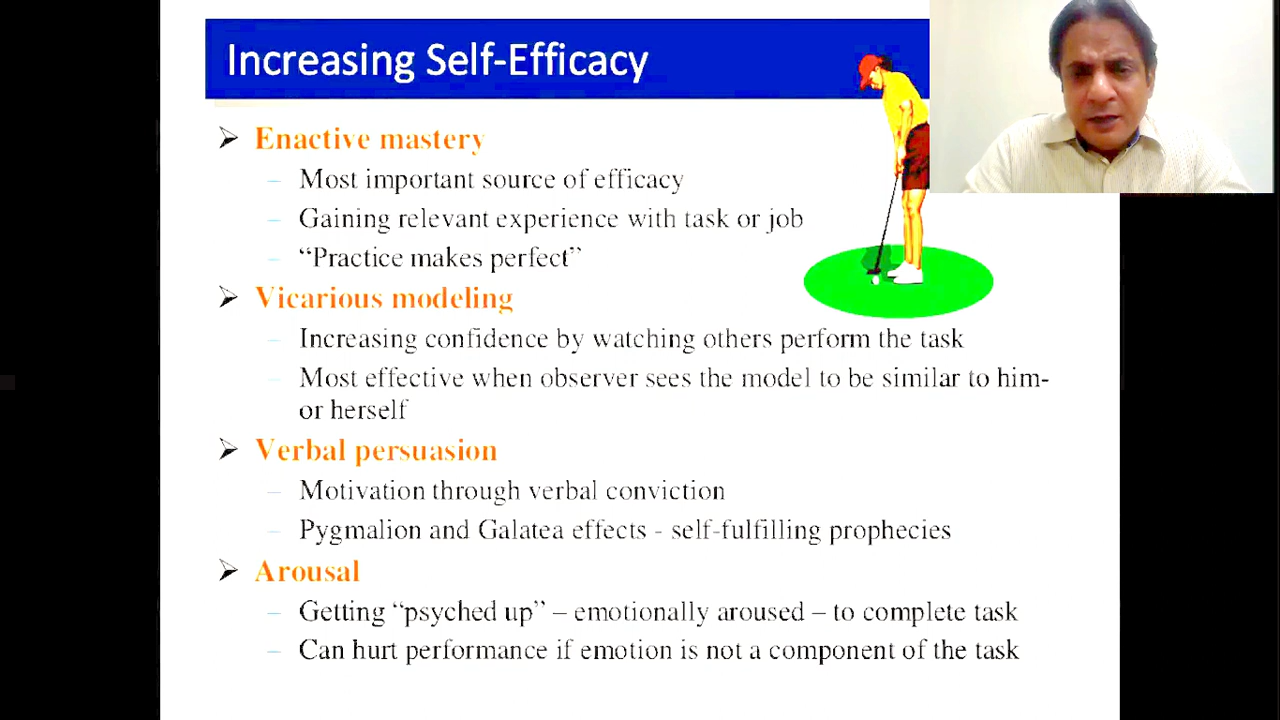 Increasing Self-Efficacy
➢ Enactive mastery
– Most important source of efficacy
– Gaining relevant experience with task or job
– “Practice makes perfect”
➢ Vicarious modeling
– Increasing confidence by watching others perform the task
– Most effective when observer sees the model to be similar to him-
or herself
➢ Verbal persuasion
– Motivation through verbal conviction
– Pygmalion and Galatea effects - self-fulfilling prophecies
➢ Arousal
– Getting “psyched up” – emotionally aroused – to complete task
– Can hurt performance if emotion is not a component of the task